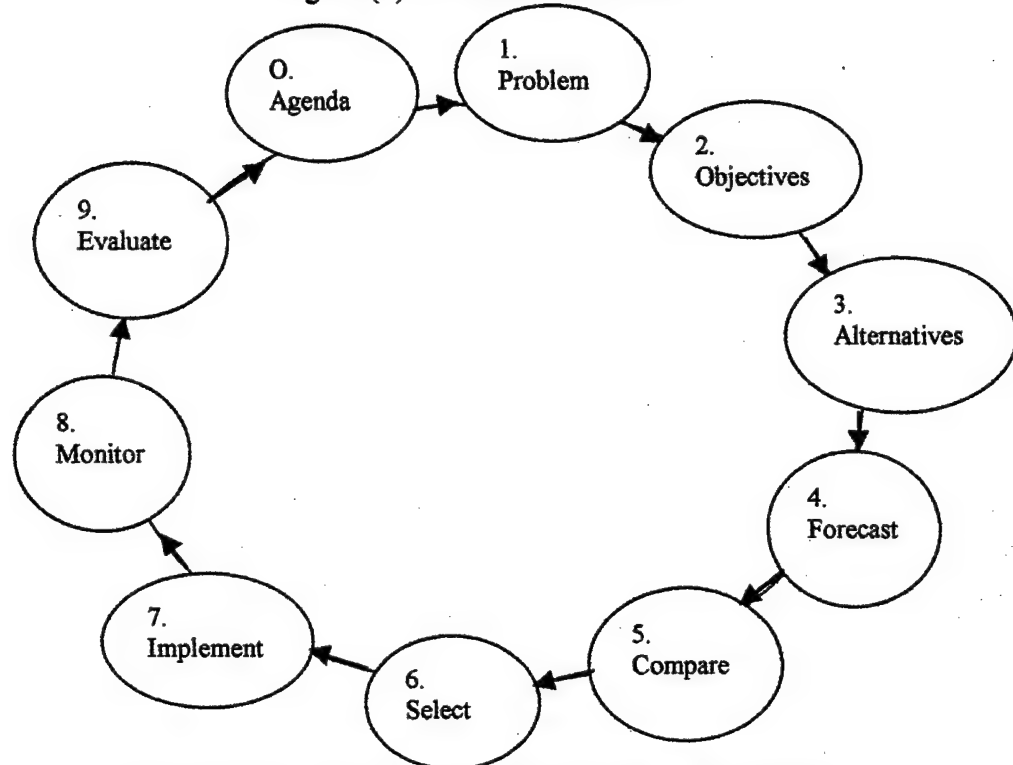 O.
Agenda
1.
Problem
2.
Objectives
3.
Alternatives
4.
Forecast
5.
Compare
6.
Select
7.
Implement
8.
Monitor
9.
Evaluate